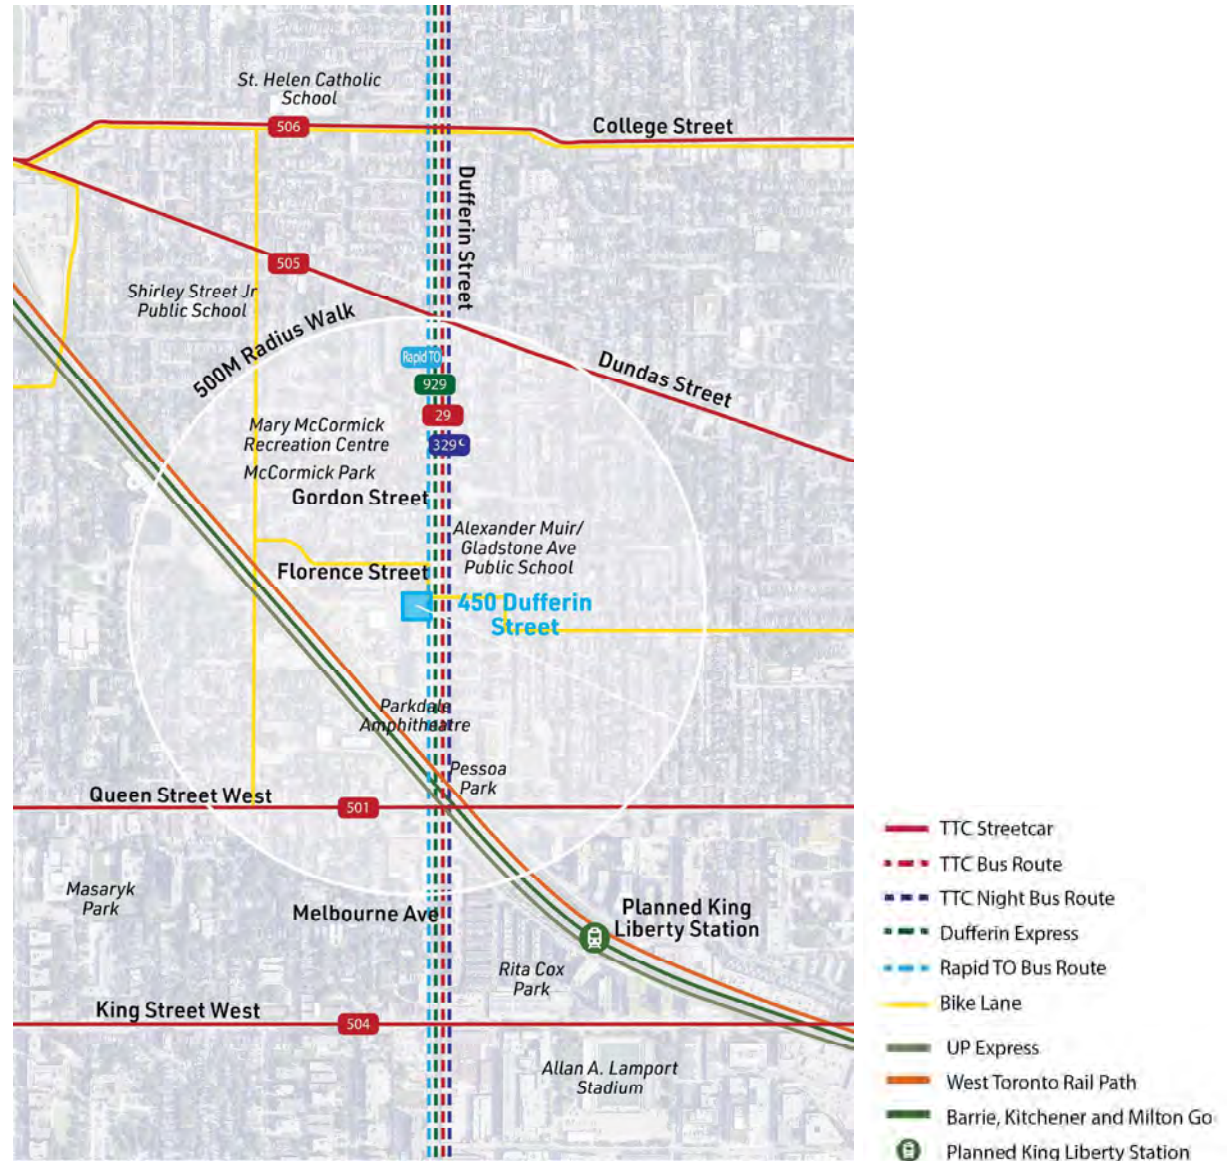 St. Helen Catholic
School
506
College Street
Dufferin Street
505
Shirley Street Jr
Public School
500M Radius Walk
Rapid TO
Dundas Street
929
29
Mary McCormick
Recreation Centre
329
McCormick Park
Gordon Street
Alexander Muir/
Gladstone Ave
Public School
Florence Street
450 Dufferin
Street
Parkdale
Amphitheatre
Pessoa
Park
Queen Street West
501
Masaryk
Park
Melbourne Ave
Planned King
Liberty Station
Rita Cox
Park
King Street West
504
Allan A. Lamport
Stadium
TTC Streetcar
TTC Bus Route
TTC Night Bus Route
Dufferin Express
Rapid TO Bus Route
Bike Lane
UP Express
West Toronto Rail Path
Barrie, Kitchener and Milton Go
Planned King Liberty Station